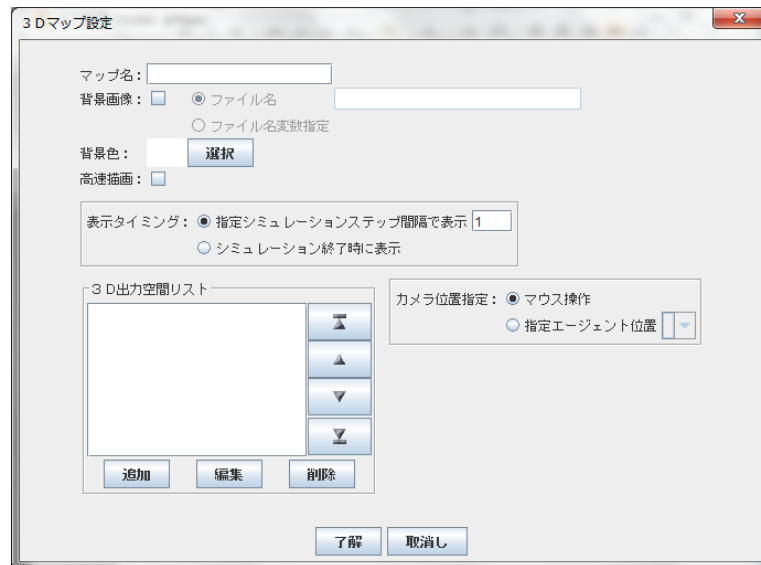 3Dマップ設定
マップ名:
背景画像: ファイル名
ファイル名変数指定
背景色: 選択
高速描画:
表示タイミング: 指定シミュレーションステップ間隔で表示 1
シミュレーション終了時に表示
3D出力空間リスト
カメラ位置指定: マウス操作
指定エージェント位置
追加 編集 削除
了解 取消し